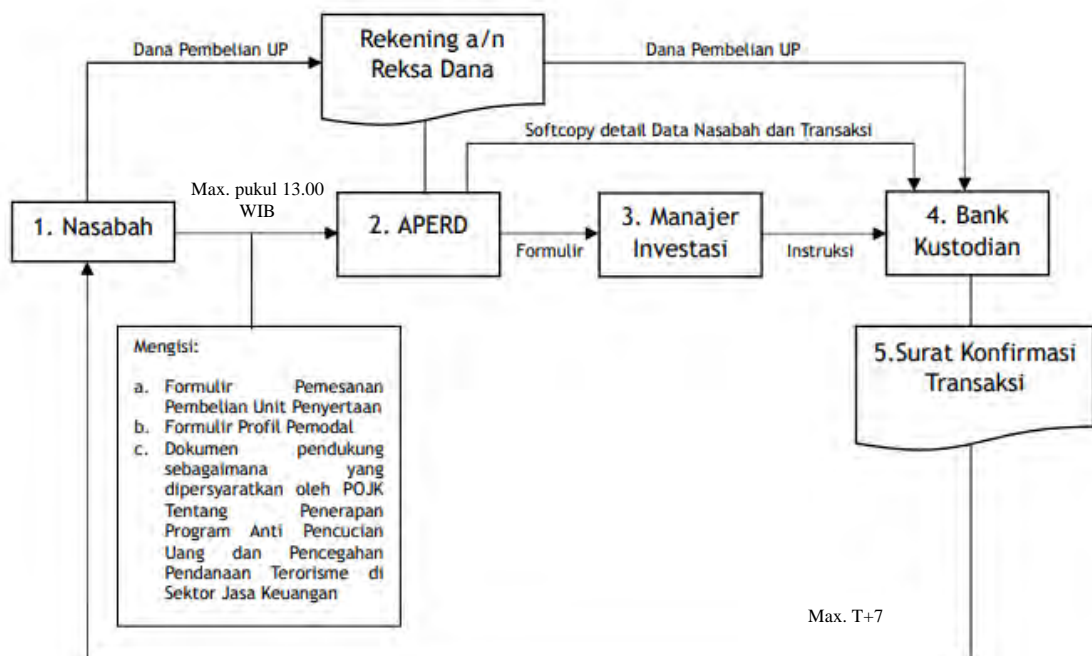 Rekening a/n
Reksa Dana
Dana Pembelian UP
Dana Pembelian UP
Softcopy detail Data Nasabah dan Transaksi
Max. pukul 13.00
WIB
1. Nasabah
2. APERD
Formulir
3. Manajer
Investasi
Instruksi
4. Bank
Kustodian
Mengisi:
a. Formulir Pemesanan
Pembelian Unit Penyertaan
b. Formulir Profil Pemodal
c. Dokumen pendukung
sebagaimana yang
dipersyaratkan oleh POJK
Tentang Penerapan
Program Anti Pencucian
Uang dan Pencegahan
Pendanaan Terorisme di
Sektor Jasa Keuangan
5.Surat Konfirmasi
Transaksi
Max. T+7